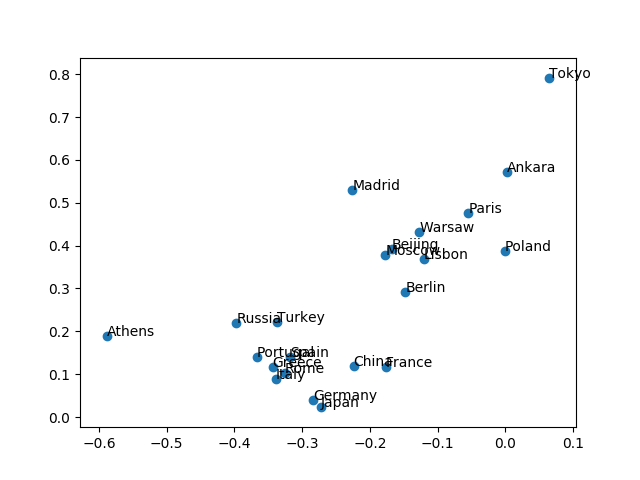 0.8
0.7
0.6
0.5
0.4
0.3
0.2
0.1
0.0
−0.6
−0.5
−0.4
−0.3
−0.2
−0.1
0.0
0.1
Tokyo
Ankara
Madrid
Paris
Warsaw
Beijing
Moscow
Lisbon
Poland
Berlin
Russia
Turkey
Athens
Portugal
Spain
Greece
China
France
Rome
Italy
Germany
Japan